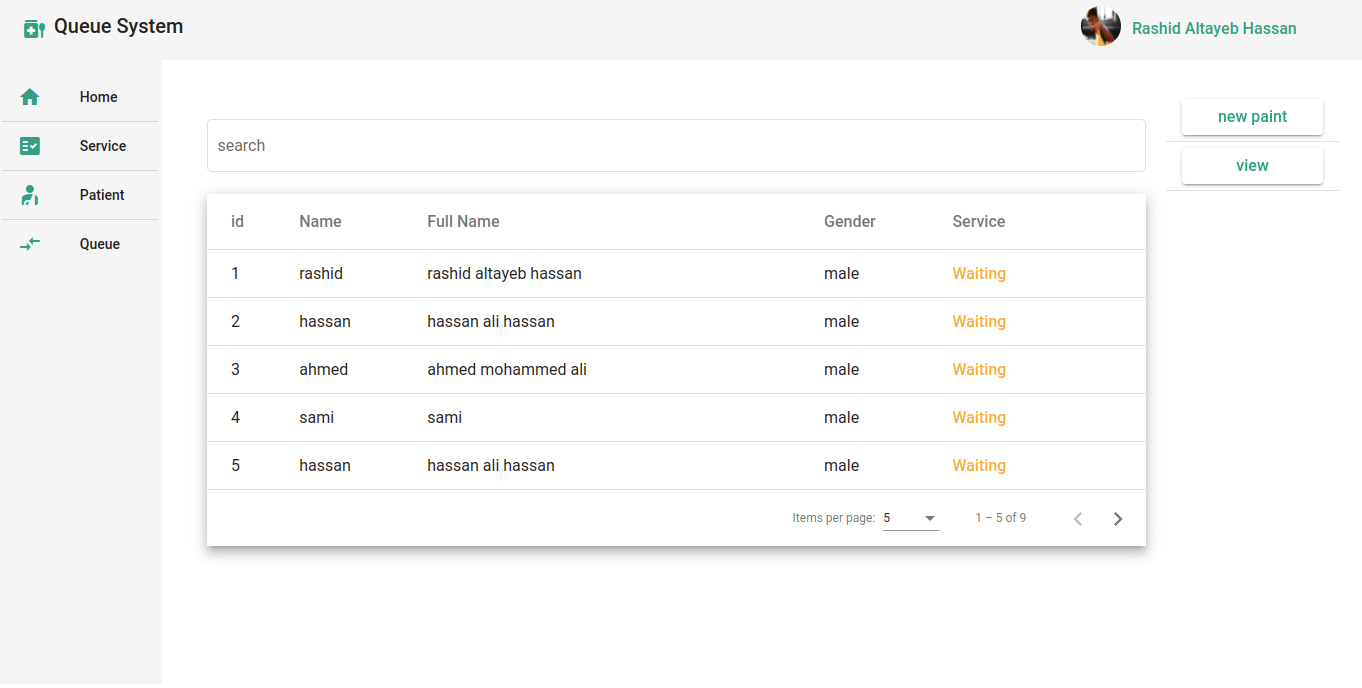 Queue System
Rashid Altayeb Hassan
Home
Service
Patient
Queue
search
new paint
view
id Name Full Name Gender Service
1 rashid rashid altayeb hassan male Waiting
2 hassan hassan ali hassan male Waiting
3 ahmed ahmed mohammed ali male Waiting
4 sami sami male Waiting
5 hassan hassan ali hassan male Waiting
Items per page: 5 1 – 5 of 9